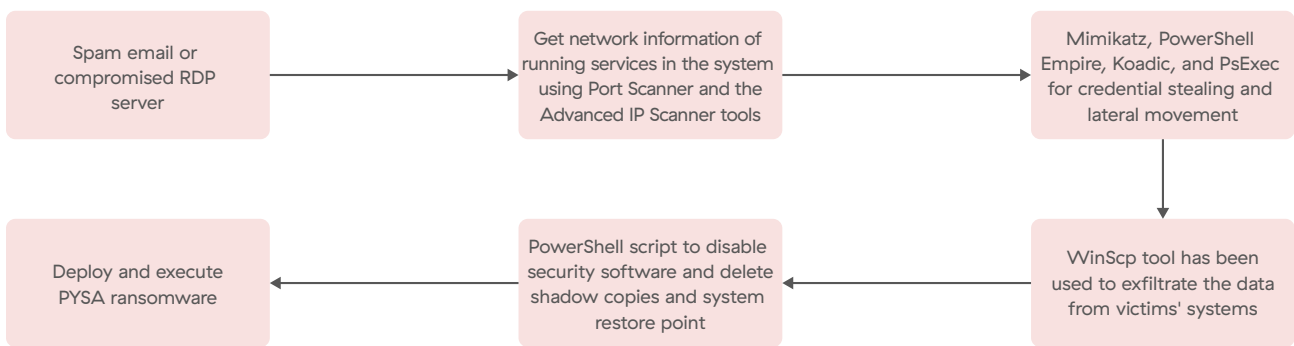 Spam email or
compromised RDP
server
Get network information of
running services in the system
using Port Scanner and the
Advanced IP Scanner tools
Mimikatz, PowerShell
Empire, Koadic, and PsExec
for credential stealing and
lateral movement
WinScp tool has been
used to exfiltrate the data
from victims' systems
PowerShell script to disable
security software and delete
shadow copies and system
restore point
Deploy and execute
PYSA ransomware